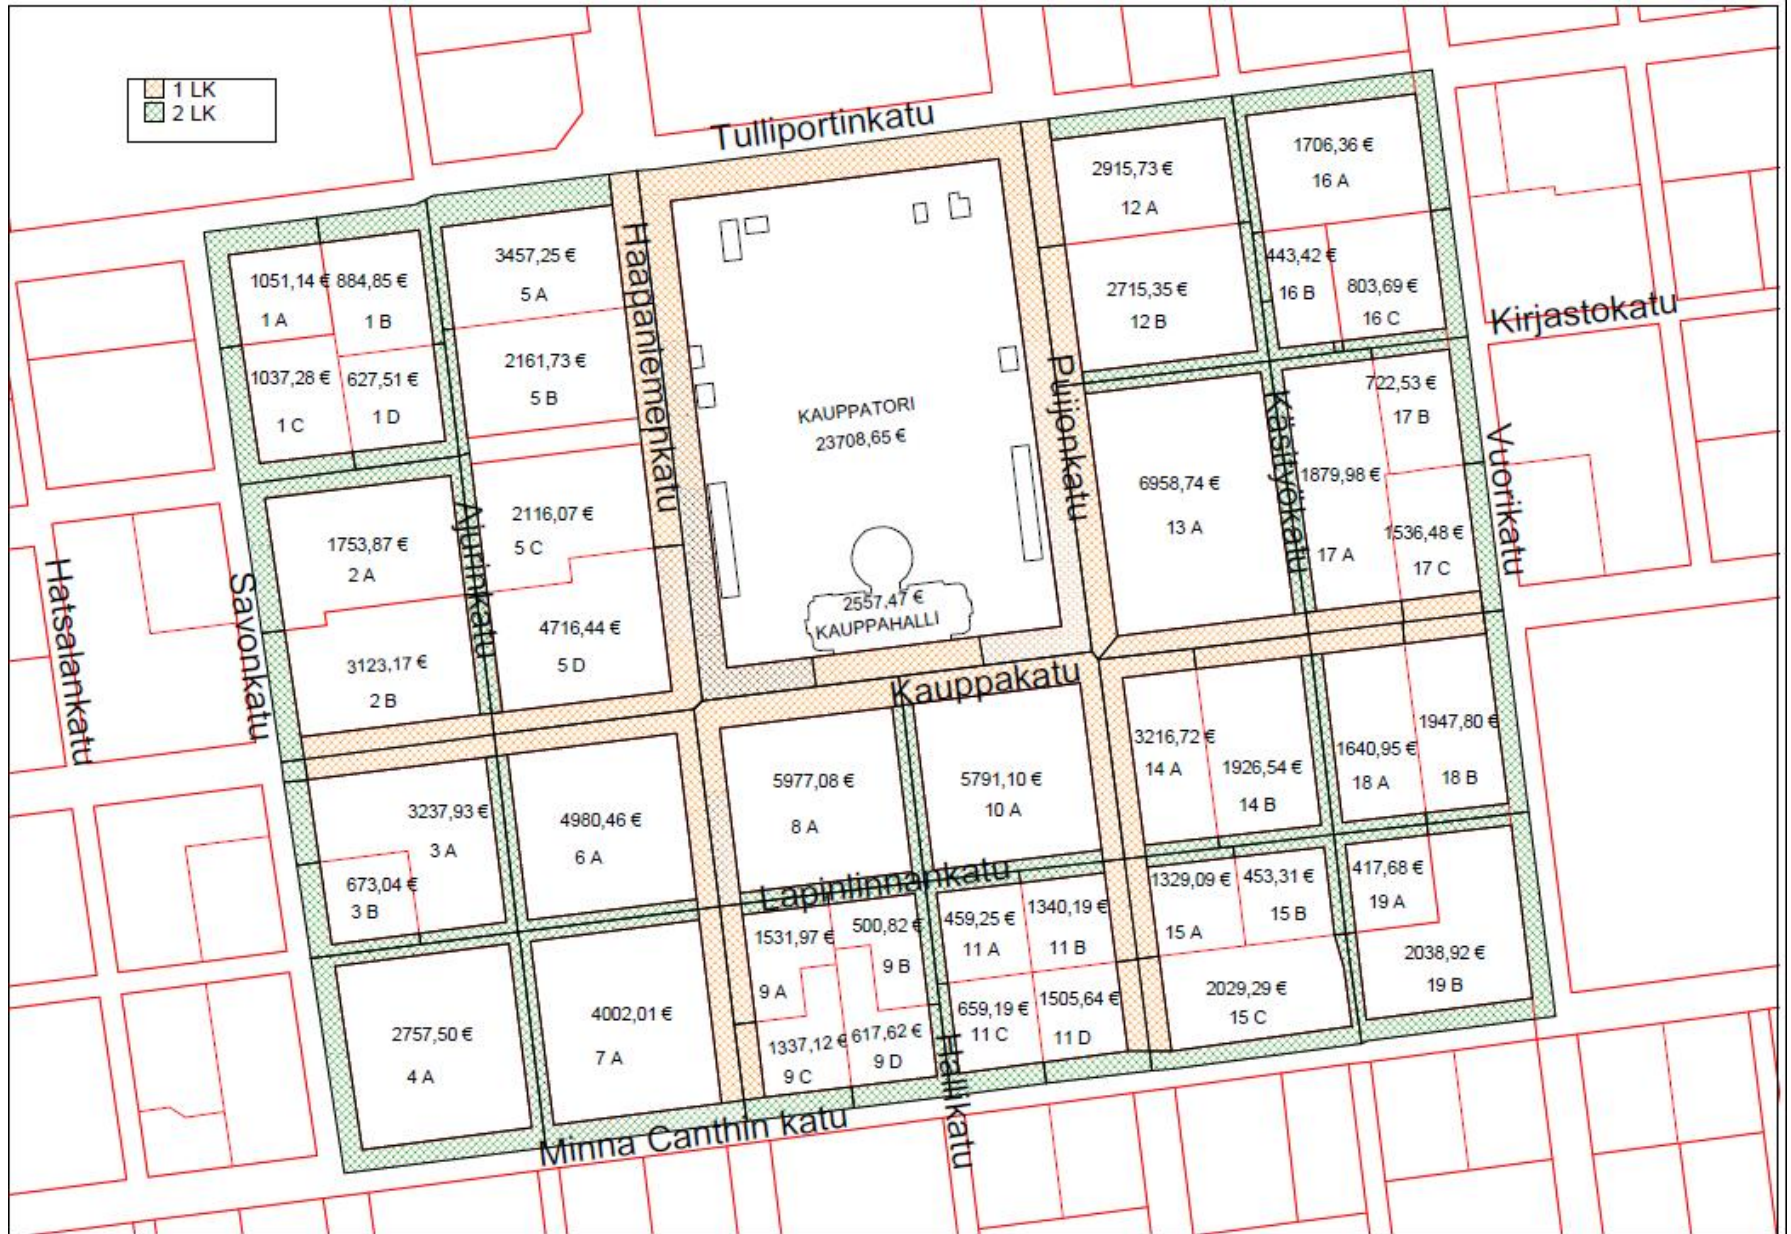 1 LK
2 LK
Tulliportinkatu
Haapaniemenkatu
Puijonkatu
Kirjastokatu
Käsityökatu
Vuorikatu
Hatsalankatu
Savonkatu
Ajurinkatu
Kauppakatu
Lapinlinnankatu
Hallikatu
Minna Canthin katu
1051,14 €
1 A
884,85 €
1 B
1037,28 €
1 C
627,51 €
1 D
1753,87 €
2 A
3123,17 €
2 B
3237,93 €
3 A
673,04 €
3 B
2757,50 €
4 A
3457,25 €
5 A
2161,73 €
5 B
2116,07 €
5 C
4716,44 €
5 D
4980,46 €
6 A
4002,01 €
7 A
KAUPPATORI
23708,65 €
2557,47 €
KAUPPAHALLI
5977,08 €
8 A
1531,97 €
9 A
500,82 €
9 B
1337,12 €
9 C
617,62 €
9 D
5791,10 €
10 A
459,25 €
11 A
1340,19 €
11 B
659,19 €
11 C
1505,64 €
11 D
2915,73 €
12 A
2715,35 €
12 B
6958,74 €
13 A
3216,72 €
14 A
1926,54 €
14 B
1329,09 €
15 A
453,31 €
15 B
2029,29 €
15 C
1706,36 €
16 A
443,42 €
16 B
803,69 €
16 C
722,53 €
17 B
1879,98 €
17 A
1536,48 €
17 C
1640,95 €
18 A
1947,80 €
18 B
417,68 €
19 A
2038,92 €
19 B